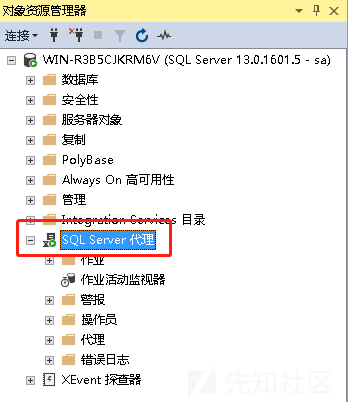 对象资源管理器
连接
WIN-R3B5CJKRM6V (SQL Server 13.0.1601.5 - sa)
数据库
安全性
服务器对象
复制
PolyBase
Always On 高可用性
管理
Integration Services 目录
SQL Server 代理
作业
作业活动监视器
警报
操作员
代理
错误日志
XEvent 探查器
先知社区